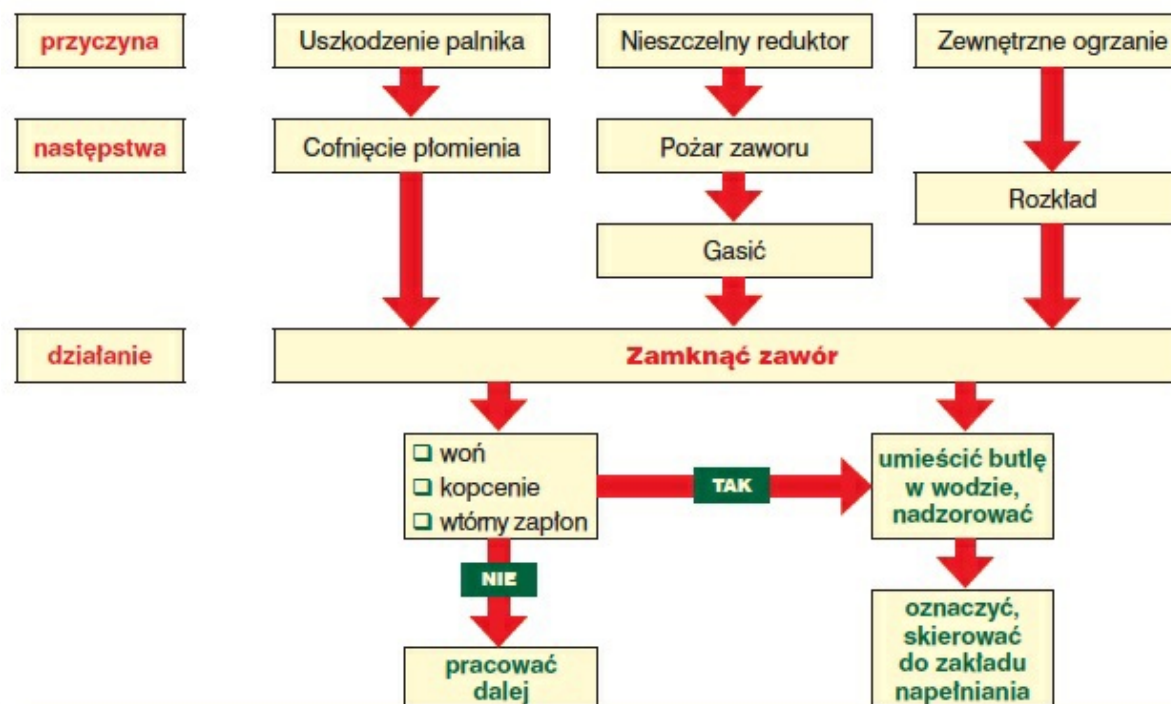 przyczyna
Uszkodzenie palnika
Nieszczelny reduktor
Zewnętrzne ogrzanie
następstwa
Cofnięcie płomienia
Pożar zaworu
Rozkład
Gasić
działanie
Zamknąć zawór
woń
kopcenie
wtórny zapłon
TAK
umieścić butlę
w wodzie,
nadzorować
NIE
pracować
dalej
oznaczyć,
skierować
do zakładu
napełniania